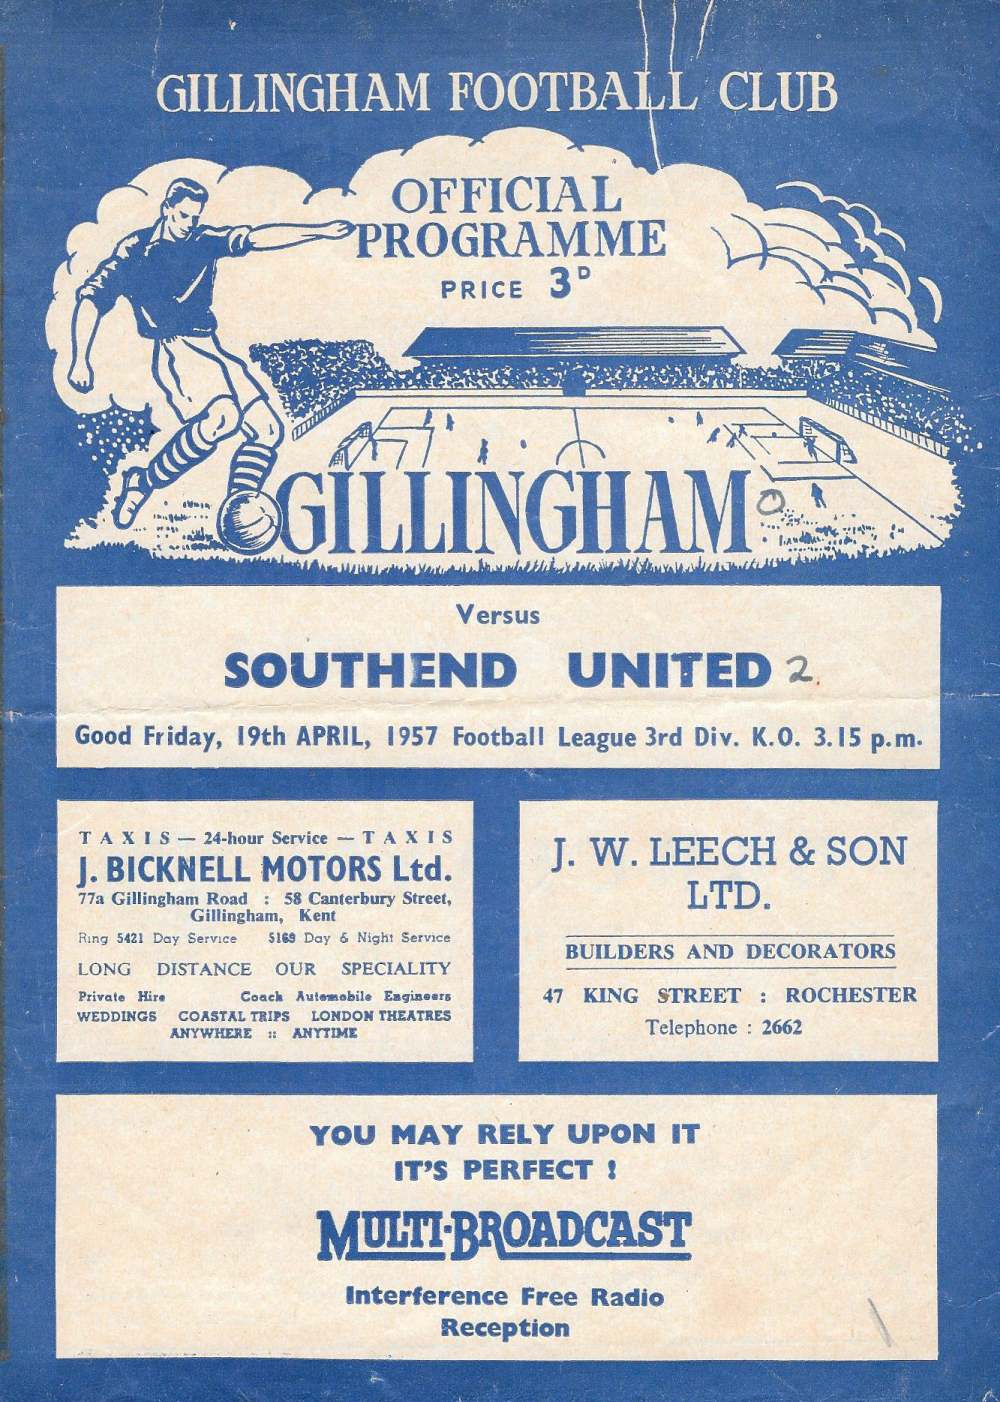 GILLINGHAM FOOTBALL CLUB
OFFICIAL
PROGRAMME
PRICE 3D
GILLINGHAM 0
Versus
SOUTHEND UNITED 2
Good Friday, 19th APRIL, 1957 Football League 3rd Div. K.O. 3.15 p.m.
TAXIS — 24-hour Service — TAXIS
J. BICKNELL MOTORS Ltd.
77a Gillingham Road : 58 Canterbury Street,
Gillingham, Kent
Ring 5421 Day Service 5169 Day & Night Service
LONG DISTANCE OUR SPECIALITY
Private Hire Coach Automobile Engineers
WEDDINGS COASTAL TRIPS LONDON THEATRES
ANYWHERE :: ANYTIME
J. W. LEECH & SON
LTD.
BUILDERS AND DECORATORS
47 KING STREET : ROCHESTER
Telephone : 2662
YOU MAY RELY UPON IT
IT'S PERFECT !
MULTI-BROADCAST
Interference Free Radio
Reception